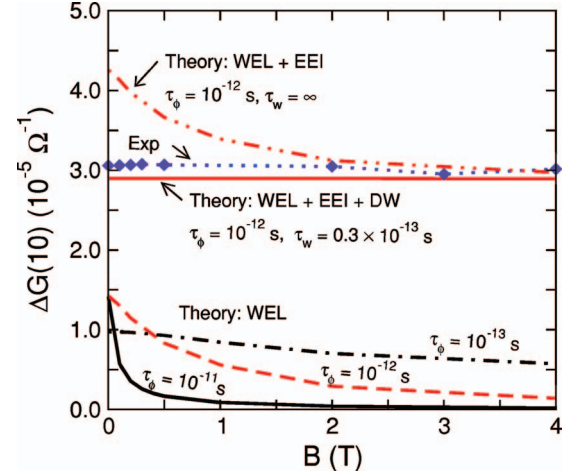 Theory: WEL + EEI
τϕ = 10⁻¹² s, τw = ∞
Exp
Theory: WEL + EEI + DW
τϕ = 10⁻¹² s, τw = 0.3 × 10⁻¹³ s
Theory: WEL
τϕ = 10⁻¹³ s
τϕ = 10⁻¹² s
τϕ = 10⁻¹¹ s
ΔG(10) (10⁻⁵ Ω⁻¹)
5.0
4.0
3.0
2.0
1.0
0.0
0 1 2 3 4
B (T)